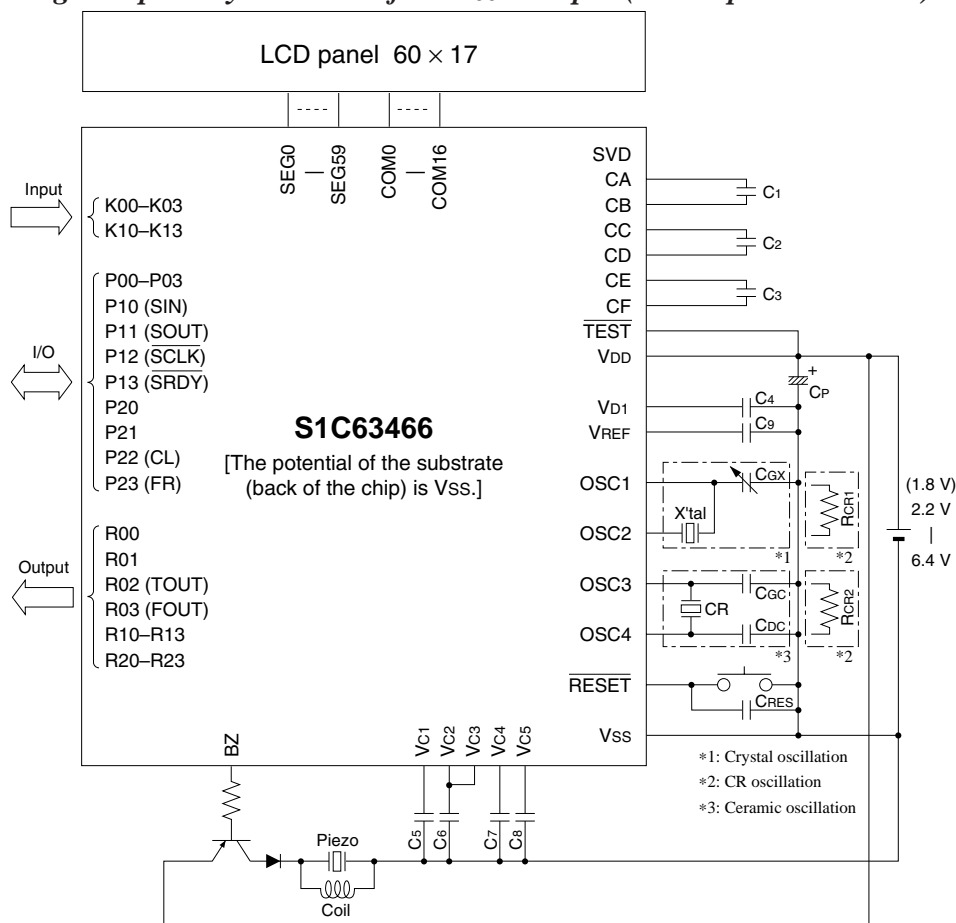 LCD panel 60 × 17
SEG0
SEG59
COM0
COM16
Input
K00–K03
K10–K13
I/O
P00–P03
P10 (SIN)
P11 (SOUT)
P12 (SCLK)
P13 (SRDY)
P20
P21
P22 (CL)
P23 (FR)
Output
R00
R01
R02 (TOUT)
R03 (FOUT)
R10–R13
R20–R23
S1C63466
[The potential of the substrate
(back of the chip) is VSS.]
SVD
CA
CB
CC
CD
CE
CF
TEST
VDD
VD1
VREF
OSC1
OSC2
OSC3
OSC4
RESET
VSS
C1
C2
C3
+
CP
C4
C9
CGX
X'tal
*1
RCR1
*2
CGC
CR
CDC
*3
RCR2
*2
CRES
(1.8 V)
2.2 V
|
6.4 V
*1: Crystal oscillation
*2: CR oscillation
*3: Ceramic oscillation
BZ
VC1
VC2
VC3
VC4
VC5
C5
C6
C7
C8
Piezo
Coil